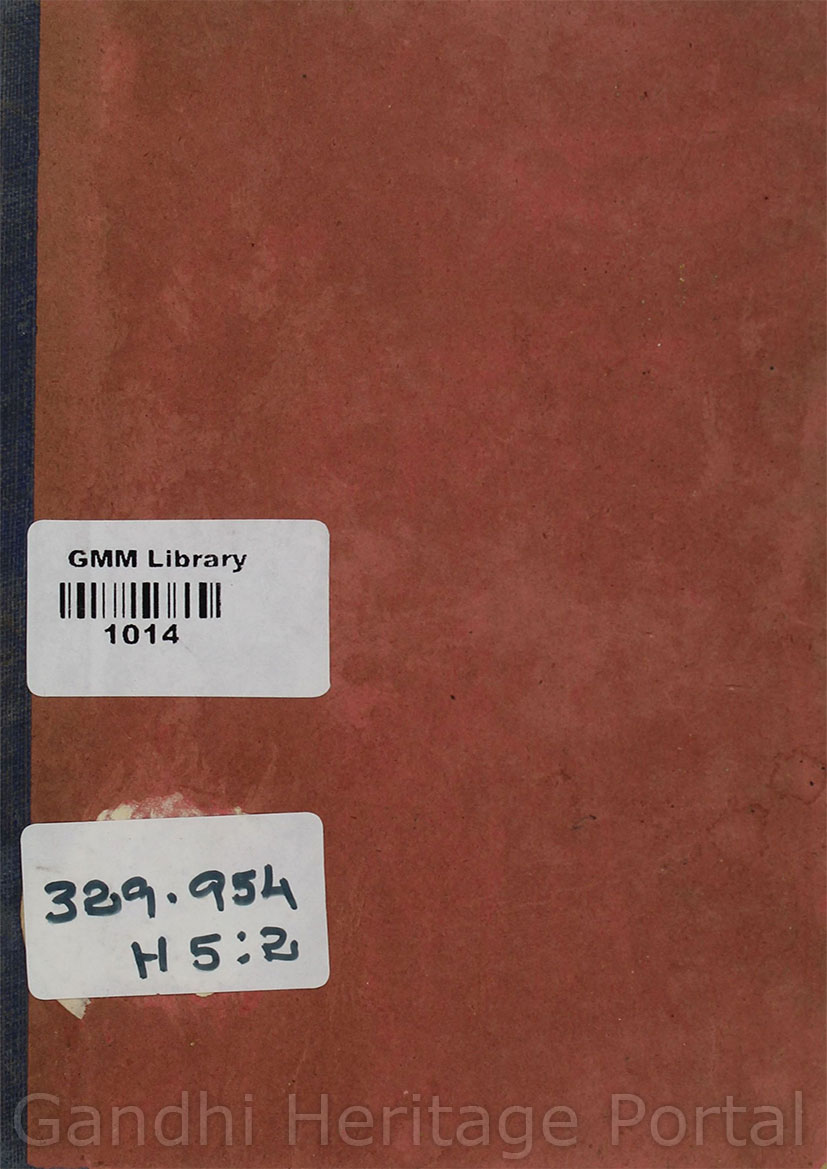 GMM Library
1014
329.954
H 5:2
Gandhi Heritage Portal